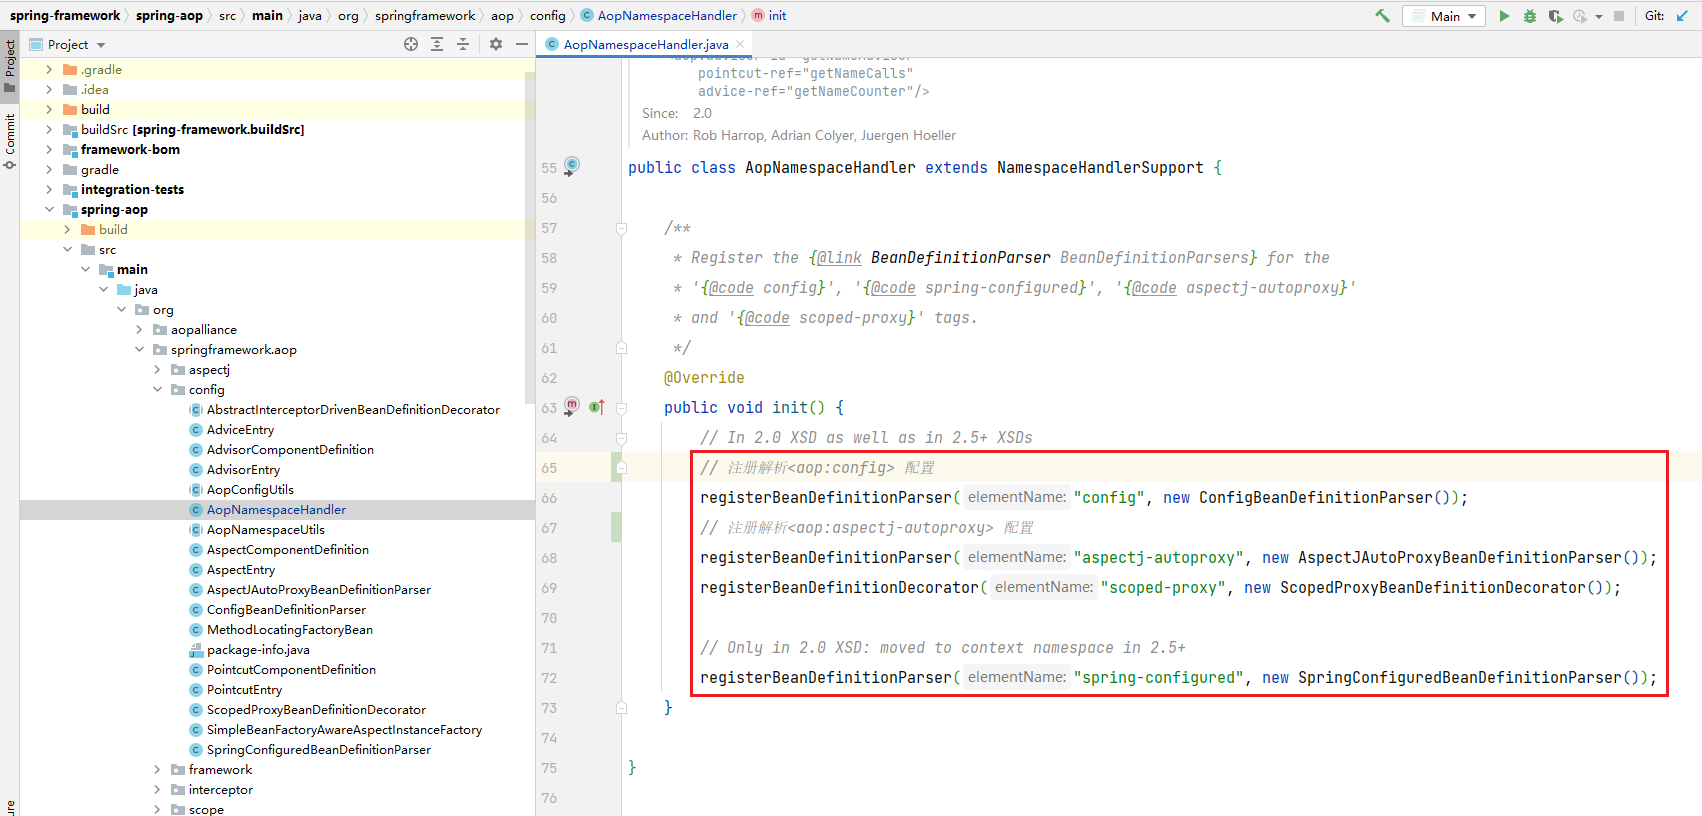 spring-framework 〉 spring-aop 〉 src 〉 main 〉 java 〉 org 〉 springframework 〉 aop 〉 config 〉 AopNamespaceHandler 〉 init
Main
Git:
Project
AopNamespaceHandler.java
Project
Commit
.gradle
.idea
build
buildSrc [spring-framework.buildSrc]
framework-bom
gradle
integration-tests
spring-aop
build
src
main
java
org
aopalliance
springframework.aop
aspectj
config
AbstractInterceptorDrivenBeanDefinitionDecorator
AdviceEntry
AdvisorComponentDefinition
AdvisorEntry
AopConfigUtils
AopNamespaceHandler
AopNamespaceUtils
AspectComponentDefinition
AspectEntry
AspectJAutoProxyBeanDefinitionParser
ConfigBeanDefinitionParser
MethodLocatingFactoryBean
package-info.java
PointcutComponentDefinition
PointcutEntry
ScopedProxyBeanDefinitionDecorator
SimpleBeanFactoryAwareAspectInstanceFactory
SpringConfiguredBeanDefinitionParser
framework
interceptor
scope
pointcut-ref="getNameCalls"
advice-ref="getNameCounter"/>
Since: 2.0
Author: Rob Harrop, Adrian Colyer, Juergen Hoeller
55 public class AopNamespaceHandler extends NamespaceHandlerSupport {
56
57 /**
58 * Register the {@link BeanDefinitionParser BeanDefinitionParsers} for the
59 * '{@code config}', '{@code spring-configured}', '{@code aspectj-autoproxy}'
60 * and '{@code scoped-proxy}' tags.
61 */
62 @Override
63 public void init() {
64 // In 2.0 XSD as well as in 2.5+ XSDs
65 // 注册解析<aop:config> 配置
66 registerBeanDefinitionParser( elementName: "config", new ConfigBeanDefinitionParser());
67 // 注册解析<aop:aspectj-autoproxy> 配置
68 registerBeanDefinitionParser( elementName: "aspectj-autoproxy", new AspectJAutoProxyBeanDefinitionParser());
69 registerBeanDefinitionDecorator( elementName: "scoped-proxy", new ScopedProxyBeanDefinitionDecorator());
70
71 // Only in 2.0 XSD: moved to context namespace in 2.5+
72 registerBeanDefinitionParser( elementName: "spring-configured", new SpringConfiguredBeanDefinitionParser());
73 }
74
75 }
76